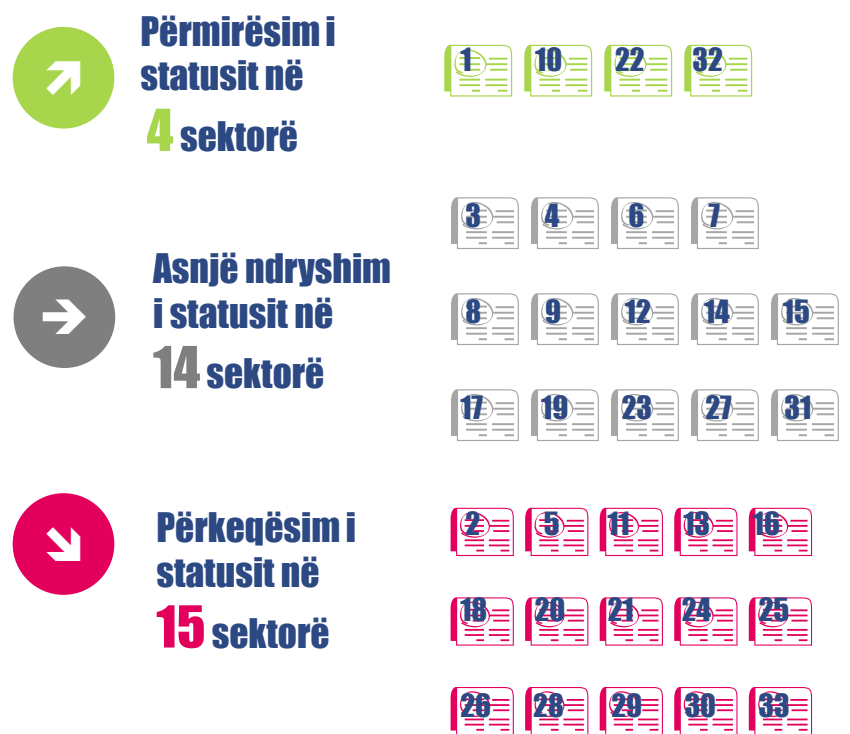 Përmirësim i
statusit në
4 sektorë
1 10 22 32
Asnjë ndryshim
i statusit në
14 sektorë
3 4 6 7
8 9 12 14 15
17 19 23 27 31
Përkeqësim i
statusit në
15 sektorë
2 5 11 13 16
18 20 21 24 25
26 28 29 30 33